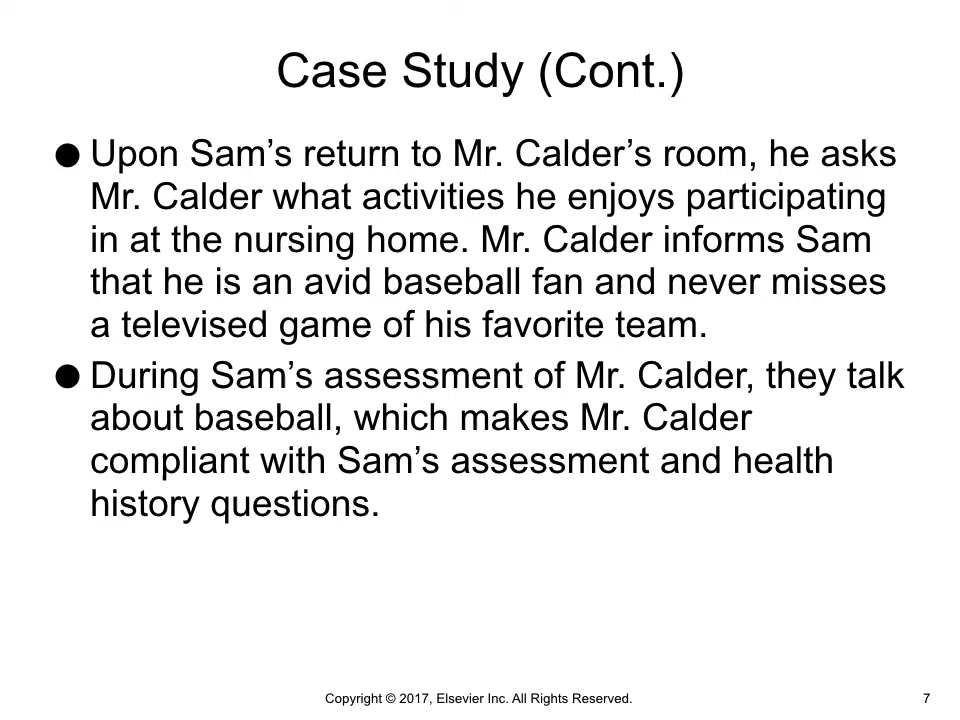 Case Study (Cont.)
● Upon Sam’s return to Mr. Calder’s room, he asks
Mr. Calder what activities he enjoys participating
in at the nursing home. Mr. Calder informs Sam
that he is an avid baseball fan and never misses
a televised game of his favorite team.
● During Sam’s assessment of Mr. Calder, they talk
about baseball, which makes Mr. Calder
compliant with Sam’s assessment and health
history questions.
Copyright © 2017, Elsevier Inc. All Rights Reserved.
7